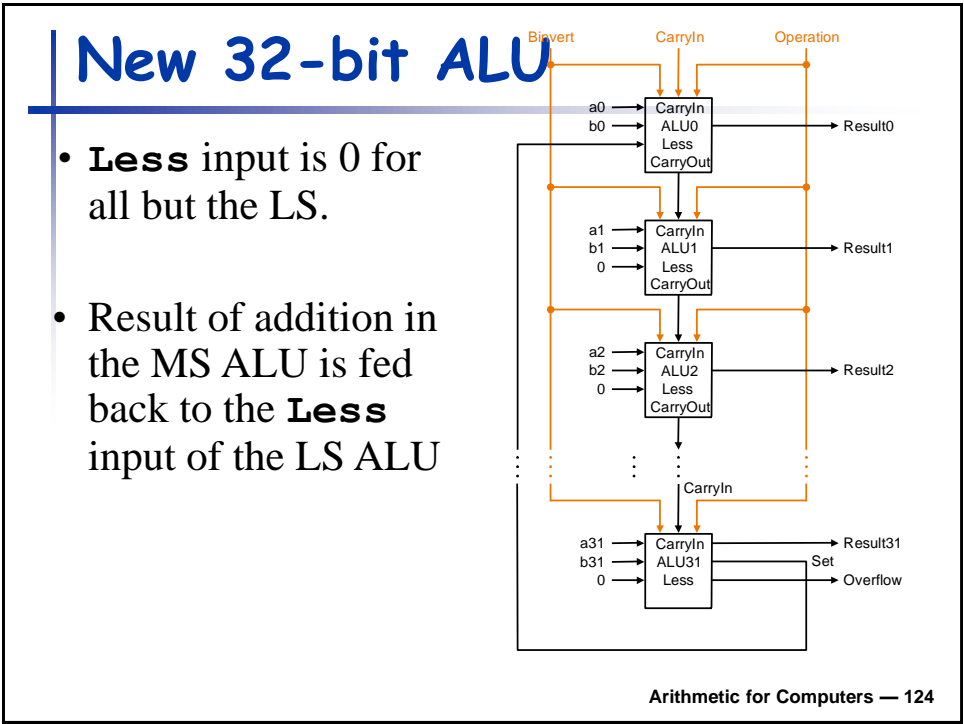 New 32-bit ALU
Binvert CarryIn Operation
• Less input is 0 for
all but the LS.
• Result of addition in
the MS ALU is fed
back to the Less
input of the LS ALU
a0 CarryIn
b0 ALU0 Result0
Less
CarryOut
a1 CarryIn
b1 ALU1 Result1
0 Less
CarryOut
a2 CarryIn
b2 ALU2 Result2
0 Less
CarryOut
CarryIn
a31 CarryIn Result31
b31 ALU31 Set
0 Less Overflow
Arithmetic for Computers — 124